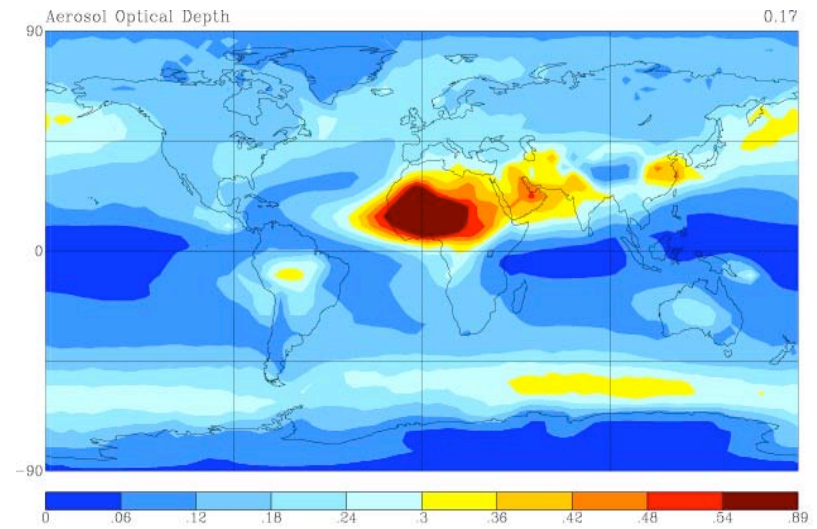 Aerosol Optical Depth 0.17
90
0
−90
0 .06 .12 .18 .24 .3 .36 .42 .48 .54 .89